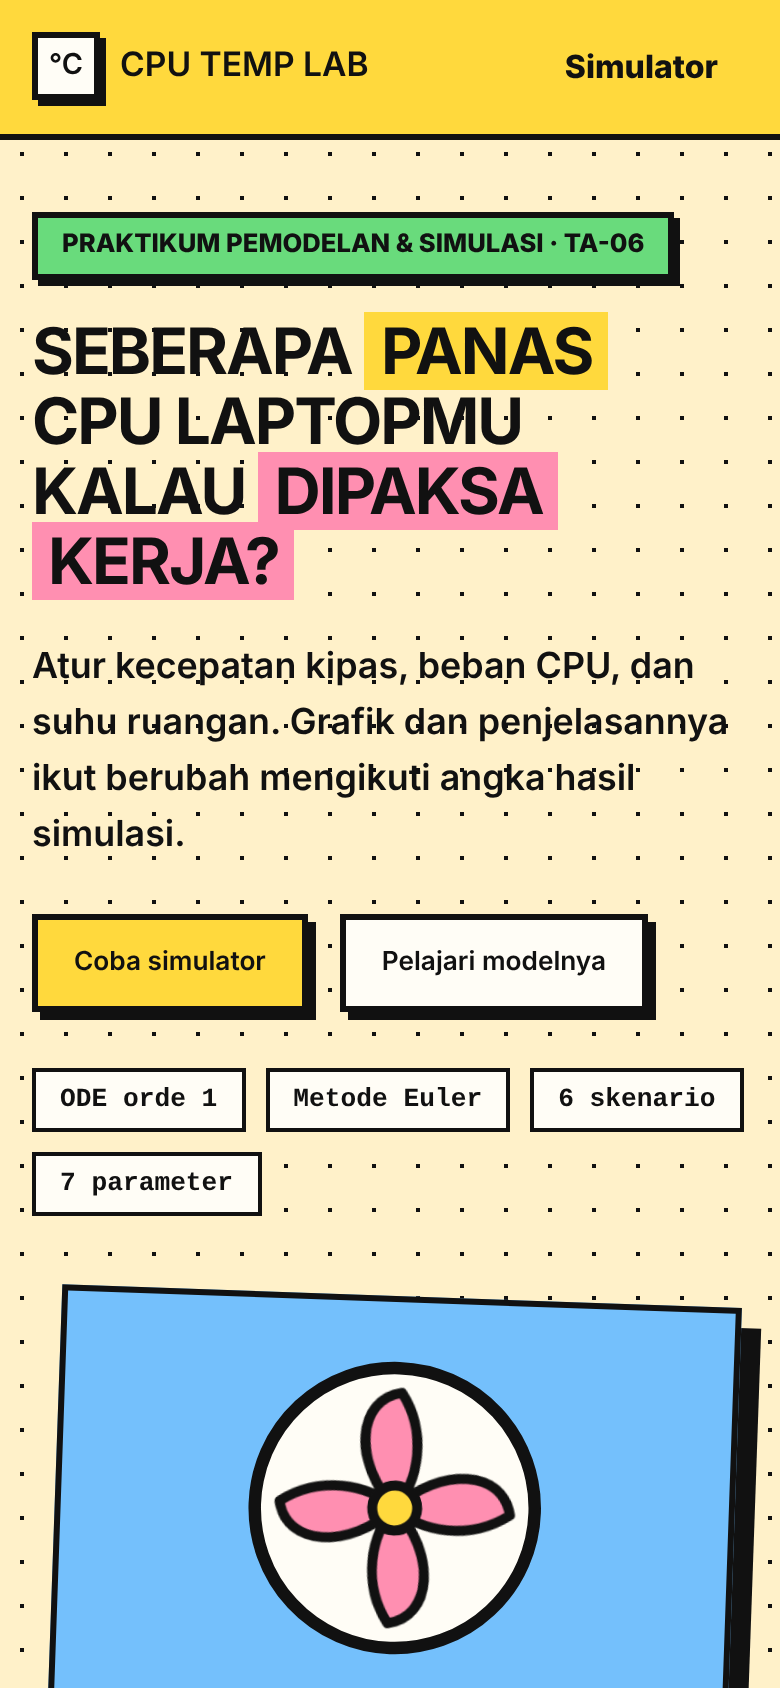 °C CPU TEMP LAB Simulator
PRAKTIKUM PEMODELAN & SIMULASI · TA-06
SEBERAPA PANAS
CPU LAPTOPMU
KALAU DIPAKSA
KERJA?
Atur kecepatan kipas, beban CPU, dan
suhu ruangan. Grafik dan penjelasannya
ikut berubah mengikuti angka hasil
simulasi.
Coba simulator Pelajari modelnya
ODE orde 1 Metode Euler 6 skenario
7 parameter